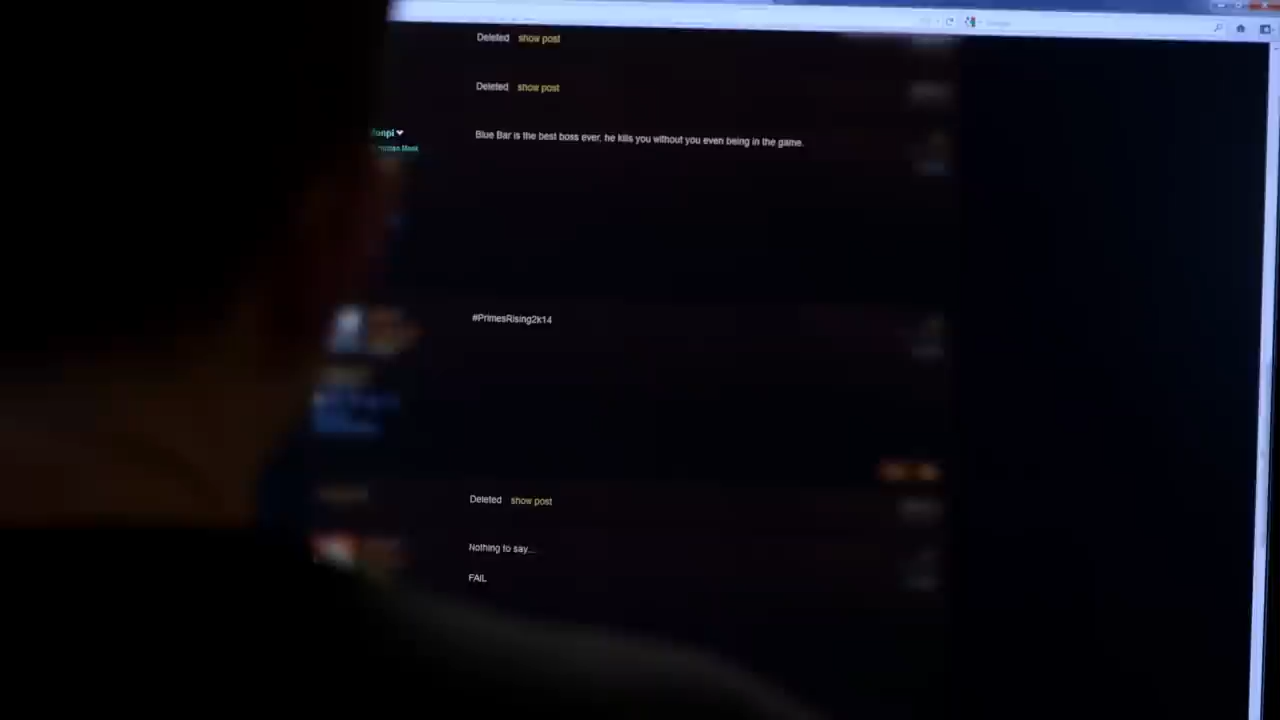 Deleted show post
Deleted show post
Blue Bar is the best boss ever, he kills you without you even being in the game.
#PrimesRising2k14
Deleted show post
Nothing to say...
FAIL